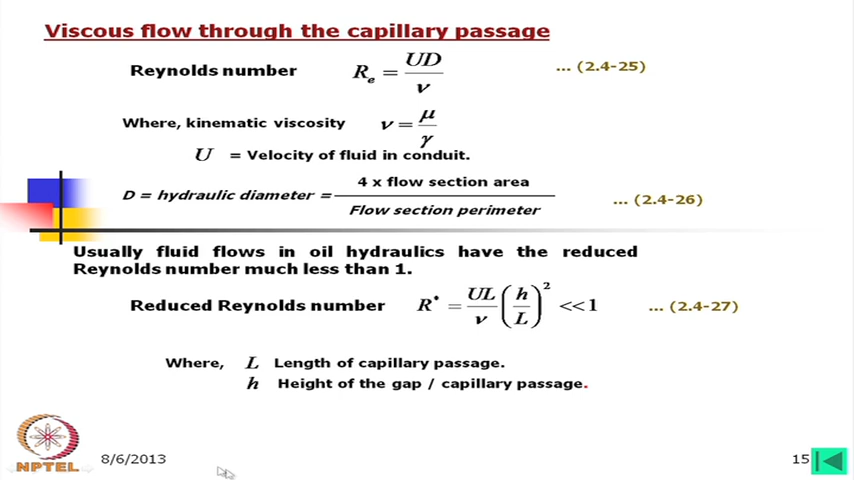 Viscous flow through the capillary passage
Reynolds number R_e = UD / ν ... (2.4-25)
Where, kinematic viscosity ν = μ / γ
U = Velocity of fluid in conduit.
D = hydraulic diameter = 4 x flow section area / Flow section perimeter ... (2.4-26)
Usually fluid flows in oil hydraulics have the reduced
Reynolds number much less than 1.
Reduced Reynolds number R* = UL / ν (h / L)^2 <<1 ... (2.4-27)
Where, L Length of capillary passage.
h Height of the gap / capillary passage.
NPTEL
8/6/2013
15